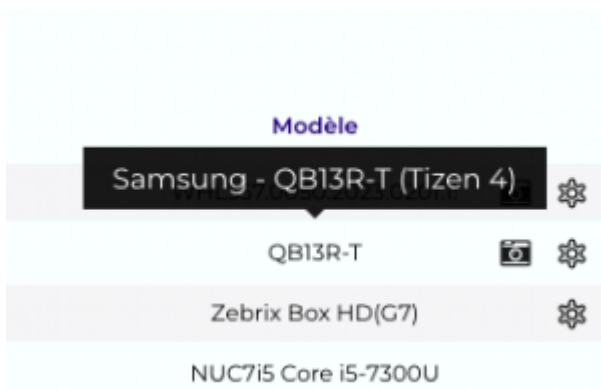 Modèle
Samsung - QB13R-T (Tizen 4)
QB13R-T
Zebrix Box HD(G7)
NUC7i5 Core i5-7300U